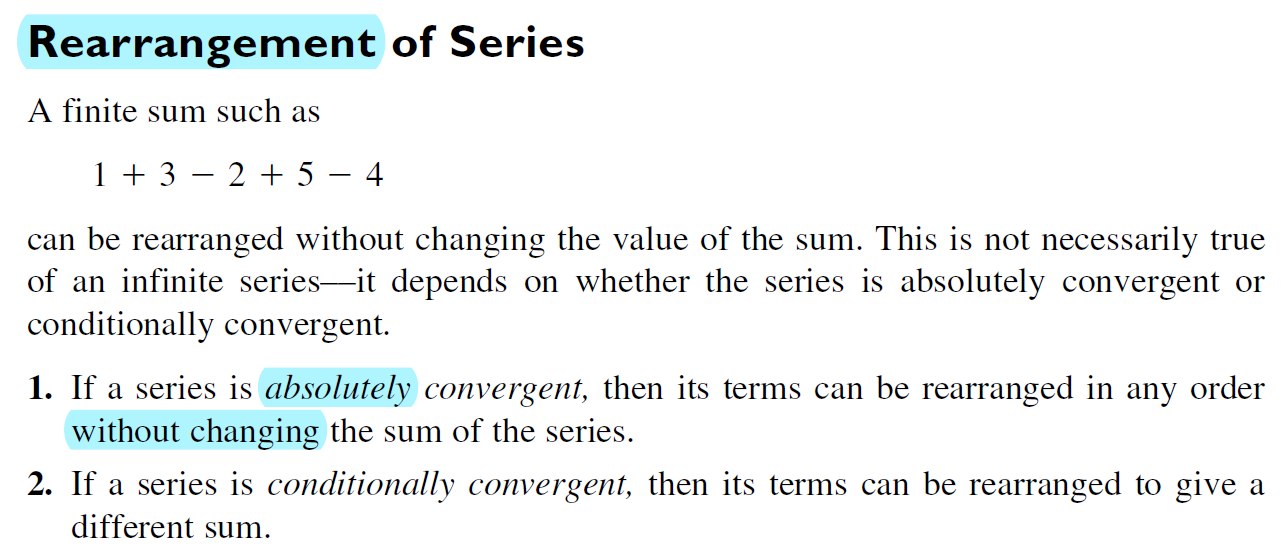 Rearrangement of Series
A finite sum such as
1 + 3 − 2 + 5 − 4
can be rearranged without changing the value of the sum. This is not necessarily true
of an infinite series—it depends on whether the series is absolutely convergent or
conditionally convergent.
1. If a series is absolutely convergent, then its terms can be rearranged in any order
without changing the sum of the series.
2. If a series is conditionally convergent, then its terms can be rearranged to give a
different sum.